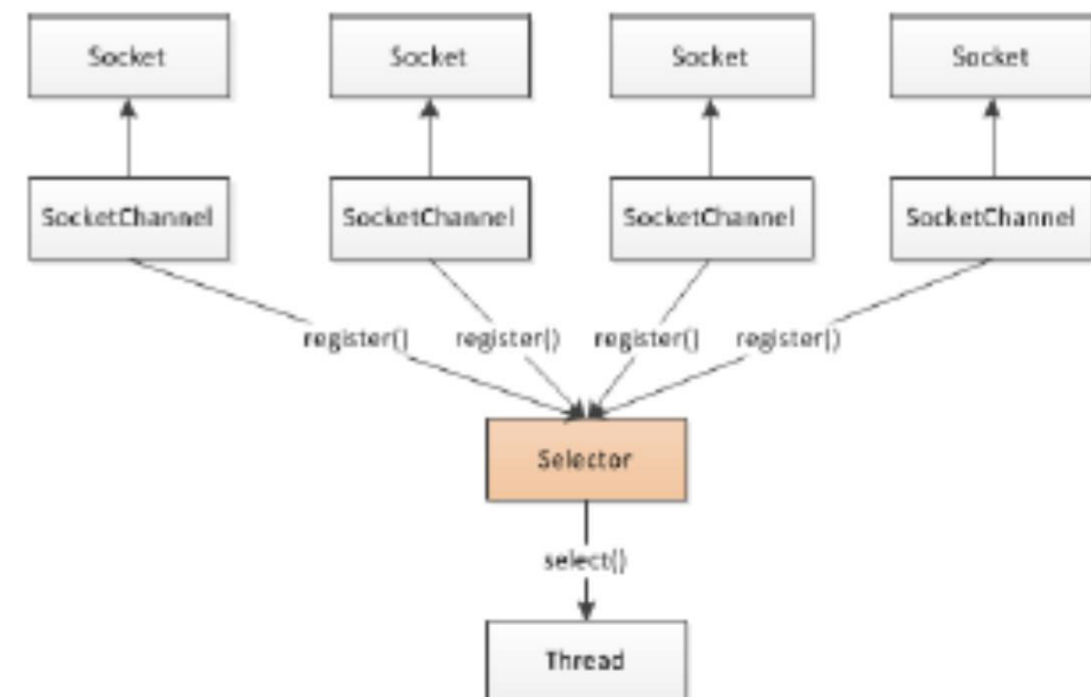 Socket Socket Socket Socket
SocketChannel SocketChannel SocketChannel SocketChannel
register() register() register() register()
Selector
select()
Thread